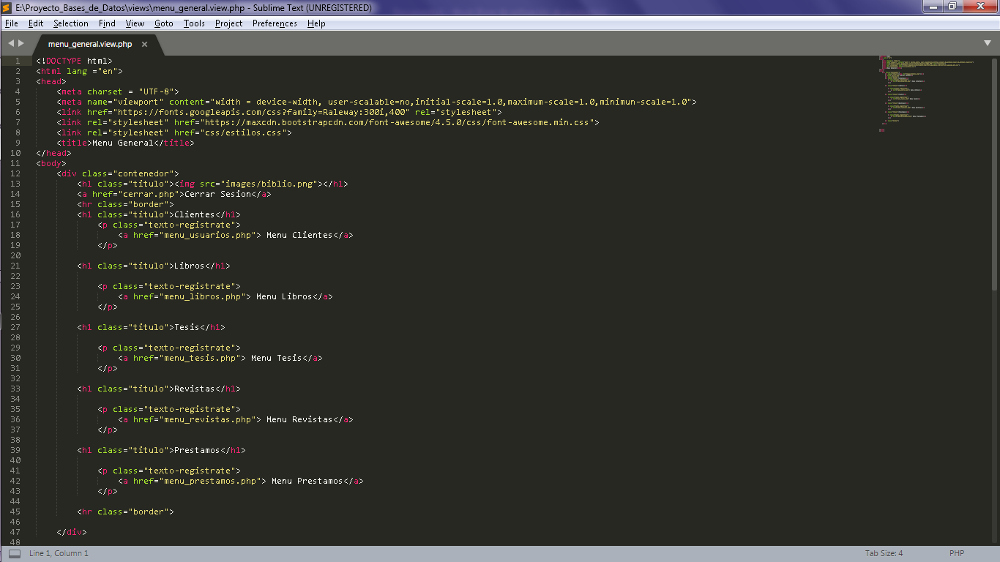 E:\Proyecto_Bases_de_Datos\views\menu_general.view.php - Sublime Text (UNREGISTERED)
File Edit Selection Find View Goto Tools Project Preferences Help
menu_general.view.php ×
1 <!DOCTYPE html>
2 <html lang ="en">
3 <head>
4 <meta charset = "UTF-8">
5 <meta name="viewport" content="width = device-width, user-scalable=no,initial-scale=1.0,maximum-scale=1.0,minimun-scale=1.0">
6 <link href="https://fonts.googleapis.com/css?family=Raleway:300i,400" rel="stylesheet">
7 <link rel="stylesheet" href="https://maxcdn.bootstrapcdn.com/font-awesome/4.5.0/css/font-awesome.min.css">
8 <link rel="stylesheet" href="css/estilos.css">
9 <title>Menu General</title>
10 </head>
11 <body>
12 <div class="contenedor">
13 <h1 class="titulo"><img src="images/biblio.png"></h1>
14 <a href="cerrar.php">Cerrar Sesion</a>
15 <hr class="border">
16 <h1 class="titulo">Clientes</h1>
17 <p class="texto-registrate">
18 <a href="menu_usuarios.php"> Menu Clientes</a>
19 </p>
20
21 <h1 class="titulo">Libros</h1>
22
23 <p class="texto-registrate">
24 <a href="menu_libros.php"> Menu Libros</a>
25 </p>
26
27 <h1 class="titulo">Tesis</h1>
28
29 <p class="texto-registrate">
30 <a href="menu_tesis.php"> Menu Tesis</a>
31 </p>
32
33 <h1 class="titulo">Revistas</h1>
34
35 <p class="texto-registrate">
36 <a href="menu_revistas.php"> Menu Revistas</a>
37 </p>
38
39 <h1 class="titulo">Prestamos</h1>
40
41 <p class="texto-registrate">
42 <a href="menu_prestamos.php"> Menu Prestamos</a>
43 </p>
44
45 <hr class="border">
46
47 </div>
48
Line 1, Column 1 Tab Size: 4 PHP